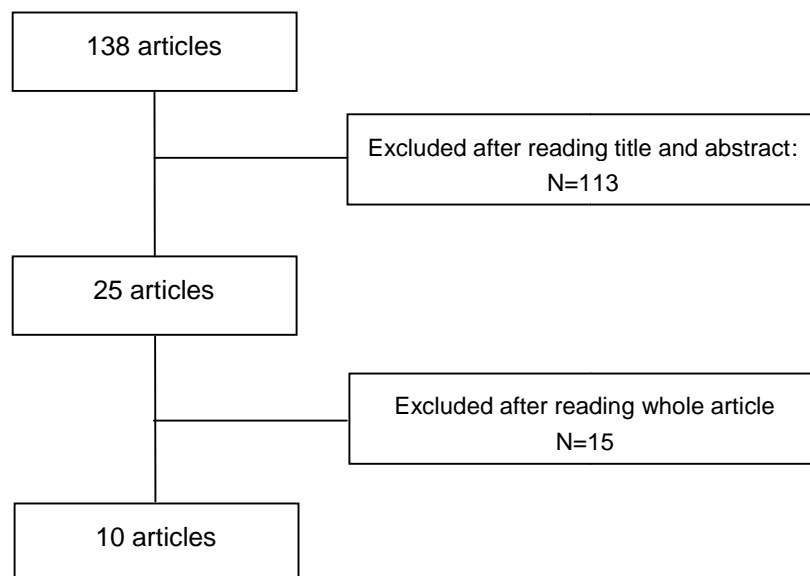 138 articles
Excluded after reading title and abstract:
N=113
25 articles
Excluded after reading whole article
N=15
10 articles